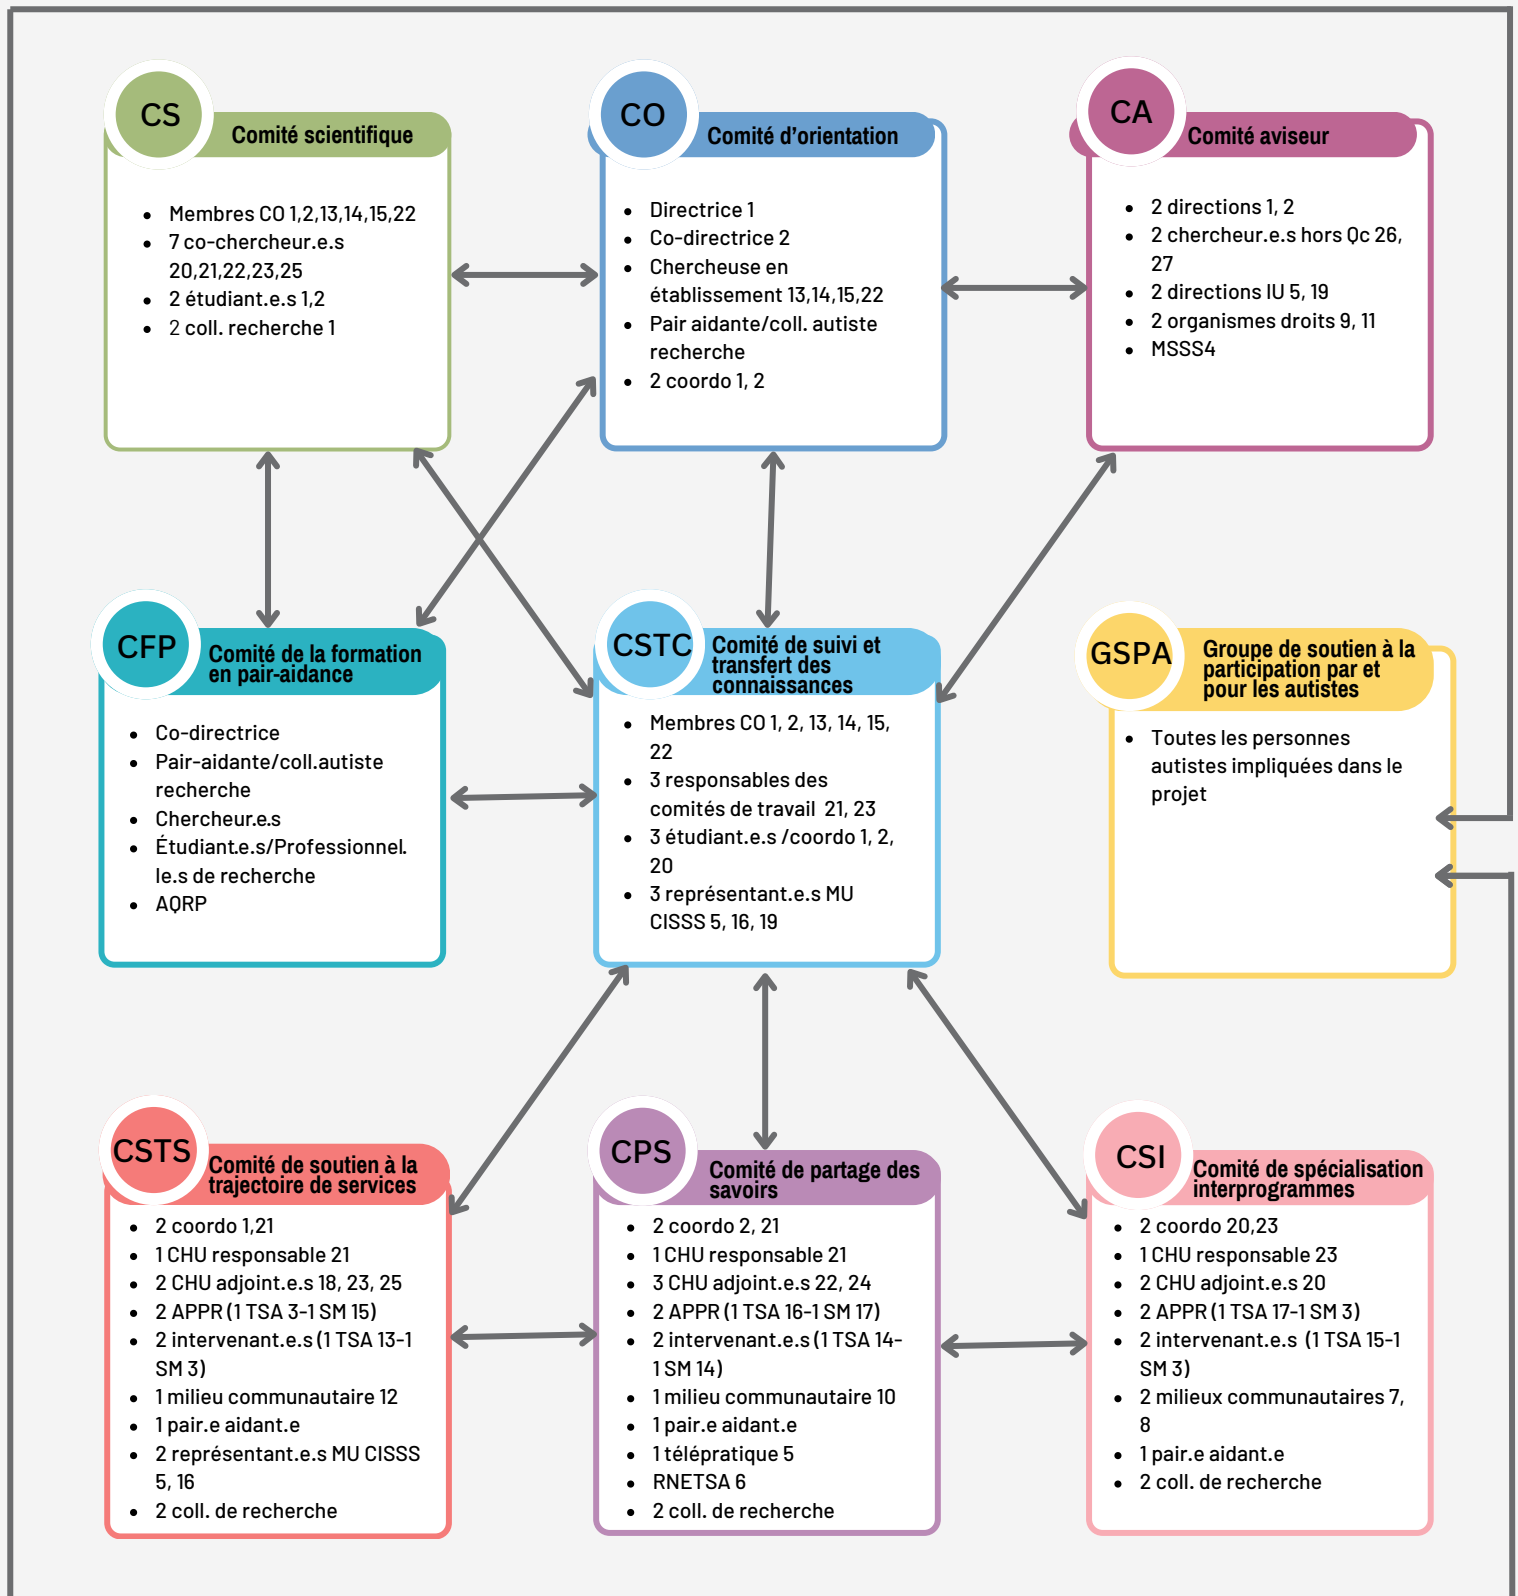 CS
Comité scientifique
Membres CO 1,2,13,14,15,22
7 co-chercheur.e.s
20,21,22,23,25
2 étudiant.e.s 1,2
2 coll. recherche 1
CO
Comité d'orientation
Directrice 1
Co-directrice 2
Chercheuse en
établissement 13,14,15,22
Pair aidante/coll. autiste
recherche
2 coordo 1, 2
CA
Comité aviseur
2 directions 1, 2
2 chercheur.e.s hors Qc 26,
27
2 directions IU 5, 19
2 organismes droits 9, 11
MSSS4
CFP
Comité de la formation
en pair-aidance
Co-directrice
Pair-aidante/coll.autiste
recherche
Chercheur.e.s
Étudiant.e.s/Professionnel.
le.s de recherche
AQRP
CSTC
Comité de suivi et
transfert des
connaissances
Membres CO 1, 2, 13, 14, 15,
22
3 responsables des
comités de travail 21, 23
3 étudiant.e.s /coordo 1, 2,
20
3 représentant.e.s MU
CISSS 5, 16, 19
GSPA
Groupe de soutien à la
participation par et
pour les autistes
Toutes les personnes
autistes impliquées dans le
projet
CSTS
Comité de soutien à la
trajectoire de services
2 coordo 1,21
1 CHU responsable 21
2 CHU adjoint.e.s 18, 23, 25
2 APPR (1 TSA 3-1 SM 15)
2 intervenant.e.s (1 TSA 13-1
SM 3)
1 milieu communautaire 12
1 pair.e aidant.e
2 représentant.e.s MU CISSS
5, 16
2 coll. de recherche
CPS
Comité de partage des
savoirs
2 coordo 2, 21
1 CHU responsable 21
3 CHU adjoint.e.s 22, 24
2 APPR (1 TSA 16-1 SM 17)
2 intervenant.e.s (1 TSA 14-
1 SM 14)
1 milieu communautaire 10
1 pair.e aidant.e
1 télépratique 5
RNETSA 6
2 coll. de recherche
CSI
Comité de spécialisation
interprogrammes
2 coordo 20,23
1 CHU responsable 23
2 CHU adjoint.e.s 20
2 APPR (1 TSA 17-1 SM 3)
2 intervenant.e.s (1 TSA 15-1
SM 3)
2 milieux communautaires 7,
8
1 pair.e aidant.e
2 coll. de recherche